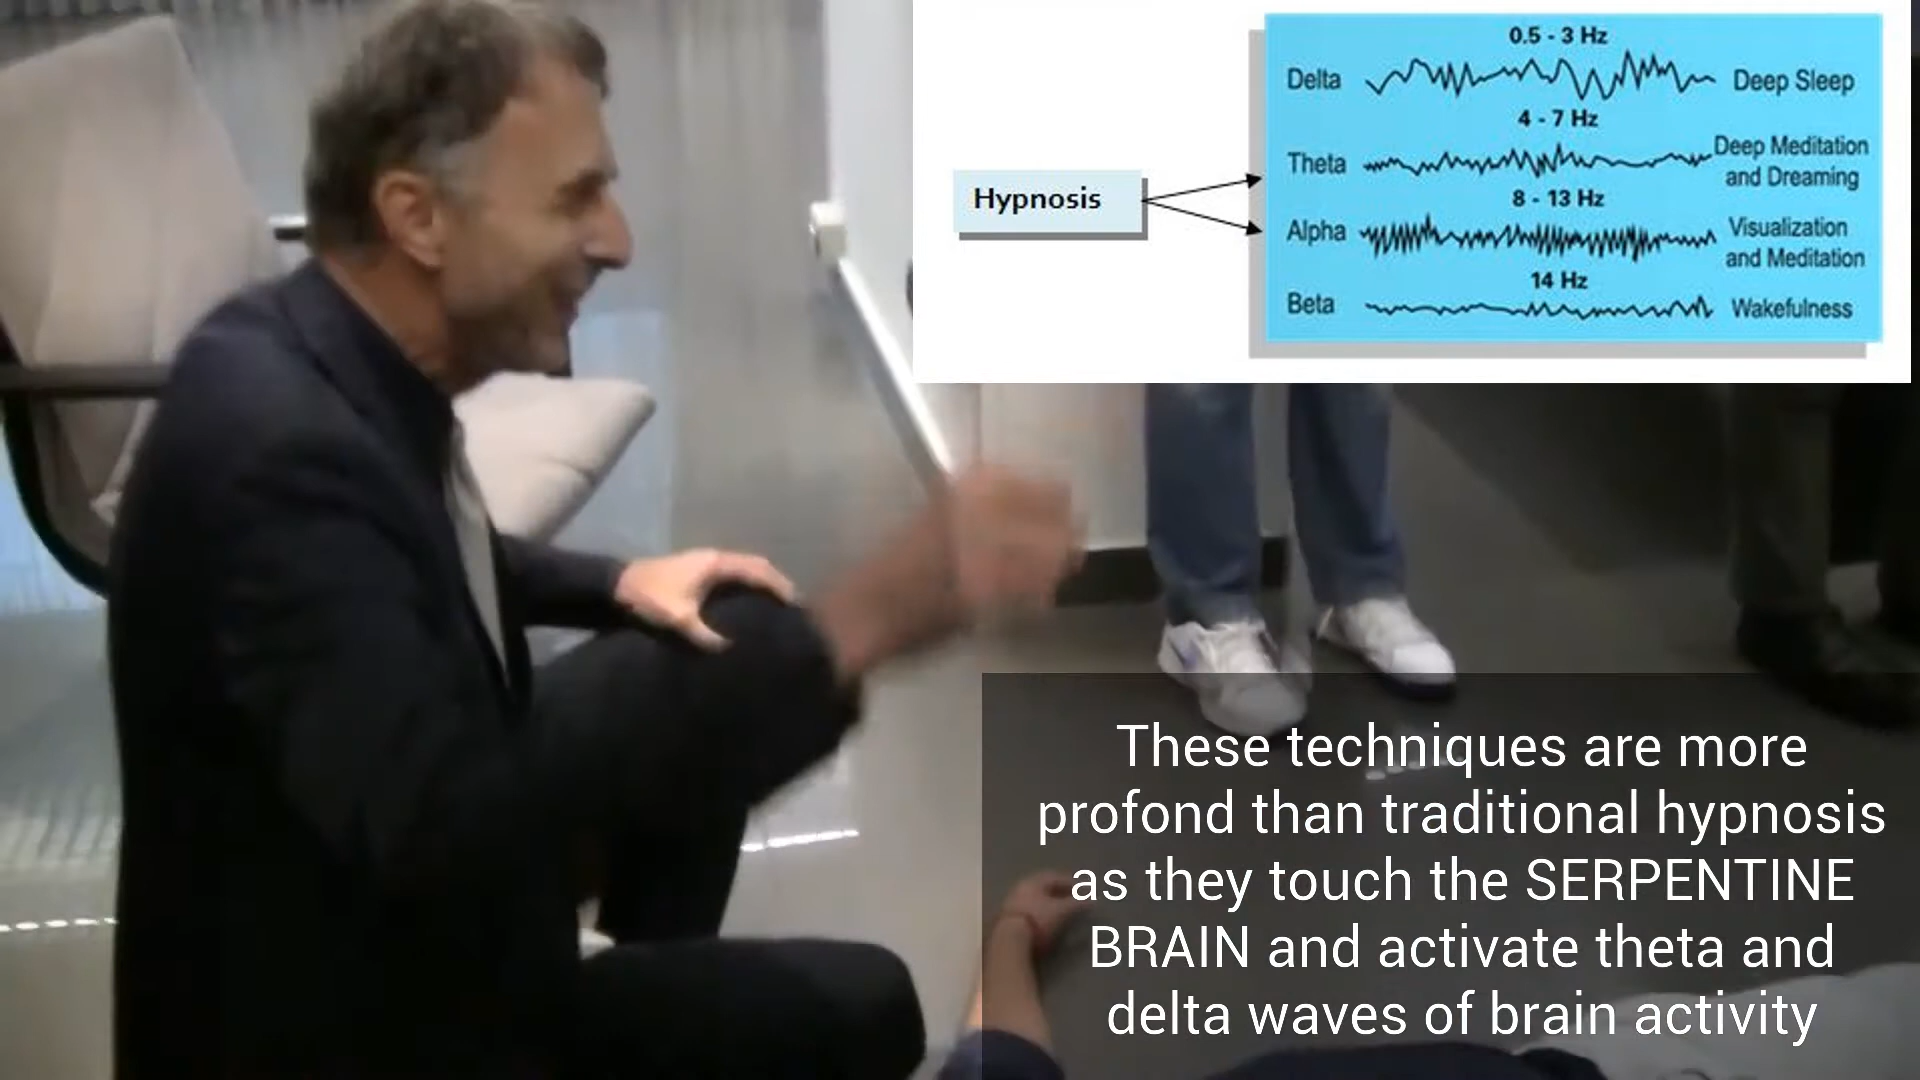 Hypnosis
0.5 - 3 Hz
Delta
Deep Sleep
4 - 7 Hz
Theta
Deep Meditation
and Dreaming
8 - 13 Hz
Alpha
Visualization
and Meditation
14 Hz
Beta
Wakefulness
These techniques are more
profond than traditional hypnosis
as they touch the SERPENTINE
BRAIN and activate theta and
delta waves of brain activity